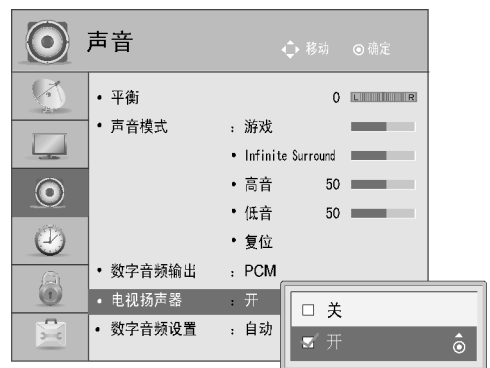 声音 移动 确定
• 平衡 0 L R
• 声音模式 : 游戏
• Infinite Surround
• 高音 50
• 低音 50
• 复位
• 数字音频输出 : PCM
• 电视扬声器 : 开
• 数字音频设置 : 自动
关
开